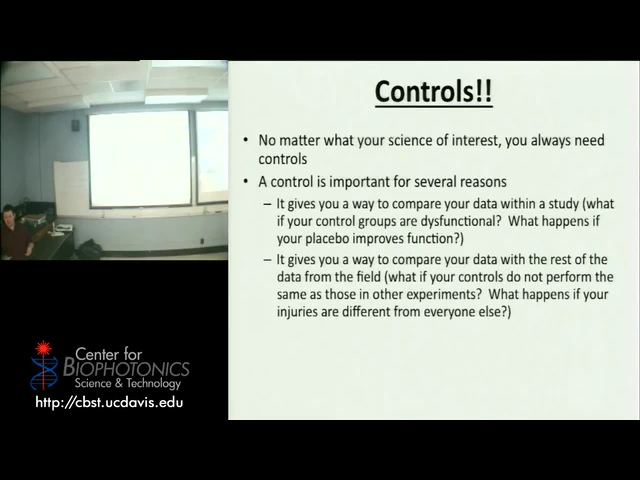 Controls!!
• No matter what your science of interest, you always need
controls
• A control is important for several reasons
– It gives you a way to compare your data within a study (what
if your control groups are dysfunctional? What happens if
your placebo improves function?)
– It gives you a way to compare your data with the rest of the
data from the field (what if your controls do not perform the
same as those in other experiments? What happens if your
injuries are different from everyone else?)
Center for
BIOPHOTONICS
Science & Technology
http://cbst.ucdavis.edu